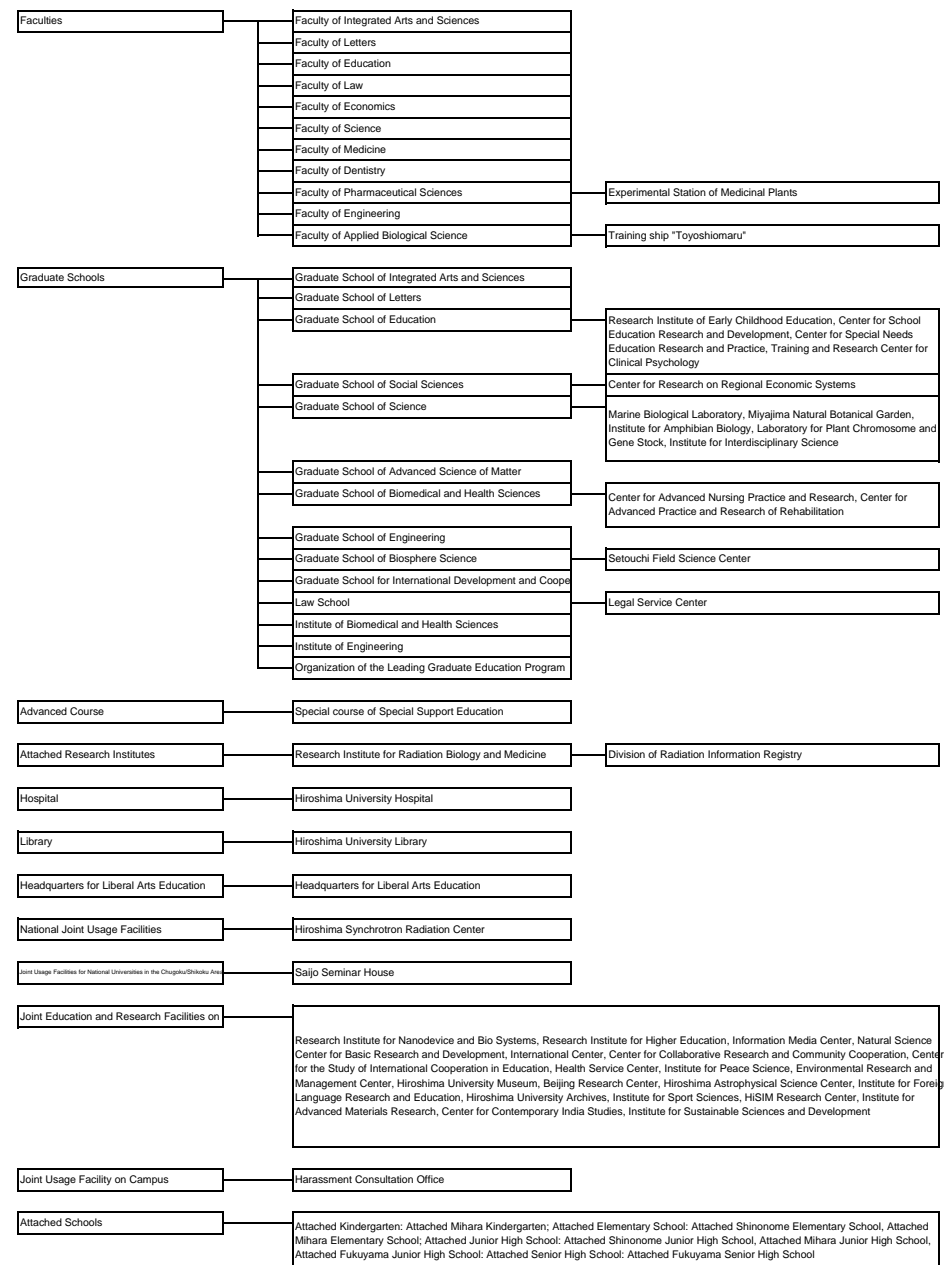 Faculties
Faculty of Integrated Arts and Sciences
Faculty of Letters
Faculty of Education
Faculty of Law
Faculty of Economics
Faculty of Science
Faculty of Medicine
Faculty of Dentistry
Faculty of Pharmaceutical Sciences
Experimental Station of Medicinal Plants
Faculty of Engineering
Faculty of Applied Biological Science
Training ship "Toyoshiomaru"
Graduate Schools
Graduate School of Integrated Arts and Sciences
Graduate School of Letters
Graduate School of Education
Research Institute of Early Childhood Education, Center for School
Education Research and Development, Center for Special Needs
Education Research and Practice, Training and Research Center for
Clinical Psychology
Graduate School of Social Sciences
Center for Research on Regional Economic Systems
Graduate School of Science
Marine Biological Laboratory, Miyajima Natural Botanical Garden,
Institute for Amphibian Biology, Laboratory for Plant Chromosome and
Gene Stock, Institute for Interdisciplinary Science
Graduate School of Advanced Science of Matter
Graduate School of Biomedical and Health Sciences
Center for Advanced Nursing Practice and Research, Center for
Advanced Practice and Research of Rehabilitation
Graduate School of Engineering
Graduate School of Biosphere Science
Setouchi Field Science Center
Graduate School for International Development and Coope
Law School
Legal Service Center
Institute of Biomedical and Health Sciences
Institute of Engineering
Organization of the Leading Graduate Education Program
Advanced Course
Special course of Special Support Education
Attached Research Institutes
Research Institute for Radiation Biology and Medicine
Division of Radiation Information Registry
Hospital
Hiroshima University Hospital
Library
Hiroshima University Library
Headquarters for Liberal Arts Education
Headquarters for Liberal Arts Education
National Joint Usage Facilities
Hiroshima Synchrotron Radiation Center
Joint Usage Facilities for National Universities in the Chugoku/Shikoku Area
Saijo Seminar House
Joint Education and Research Facilities on
Research Institute for Nanodevice and Bio Systems, Research Institute for Higher Education, Information Media Center, Natural Science
Center for Basic Research and Development, International Center, Center for Collaborative Research and Community Cooperation, Center
for the Study of International Cooperation in Education, Health Service Center, Institute for Peace Science, Environmental Research and
Management Center, Hiroshima University Museum, Beijing Research Center, Hiroshima Astrophysical Science Center, Institute for Foreig
Language Research and Education, Hiroshima University Archives, Institute for Sport Sciences, HiSIM Research Center, Institute for
Advanced Materials Research, Center for Contemporary India Studies, Institute for Sustainable Sciences and Development
Joint Usage Facility on Campus
Harassment Consultation Office
Attached Schools
Attached Kindergarten: Attached Mihara Kindergarten; Attached Elementary School: Attached Shinonome Elementary School, Attached
Mihara Elementary School; Attached Junior High School: Attached Shinonome Junior High School, Attached Mihara Junior High School,
Attached Fukuyama Junior High School: Attached Senior High School: Attached Fukuyama Senior High School